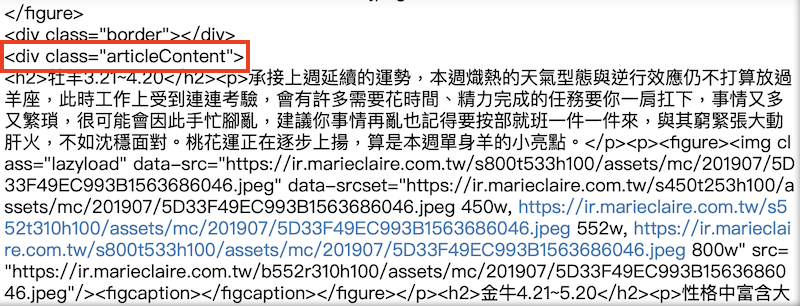 </figure>
<div class="border"></div>
<div class="articleContent">
<h2>牡羊3.21~4.20</h2><p>承接上週延續的運勢，本週熾熱的天氣型態與逆行效應仍不打算放過
羊座，此時工作上受到連連考驗，會有許多需要花時間、精力完成的任務要你一肩扛下，事情又多
又繁瑣，很可能會因此手忙腳亂，建議你事情再亂也記得要按部就班一件一件來，與其窮緊張大動
肝火，不如沈穩面對。桃花運正在逐步上揚，算是本週單身羊的小亮點。</p><p><figure><img cl
ass="lazyload" data-src="https://ir.marieclaire.com.tw/s800t533h100/assets/mc/201907/5D
33F49EC993B1563686046.jpeg" data-srcset="https://ir.marieclaire.com.tw/s450t253h100/a
ssets/mc/201907/5D33F49EC993B1563686046.jpeg 450w, https://ir.marieclaire.com.tw/s5
52t310h100/assets/mc/201907/5D33F49EC993B1563686046.jpeg 552w, https://ir.marieclai
re.com.tw/s800t533h100/assets/mc/201907/5D33F49EC993B1563686046.jpeg 800w" src=
"https://ir.marieclaire.com.tw/b552r310h100/assets/mc/201907/5D33F49EC993B15636860
46.jpeg"/><figcaption></figcaption></figure></p><h2>金牛4.21~5.20</h2><p>性格中富含大